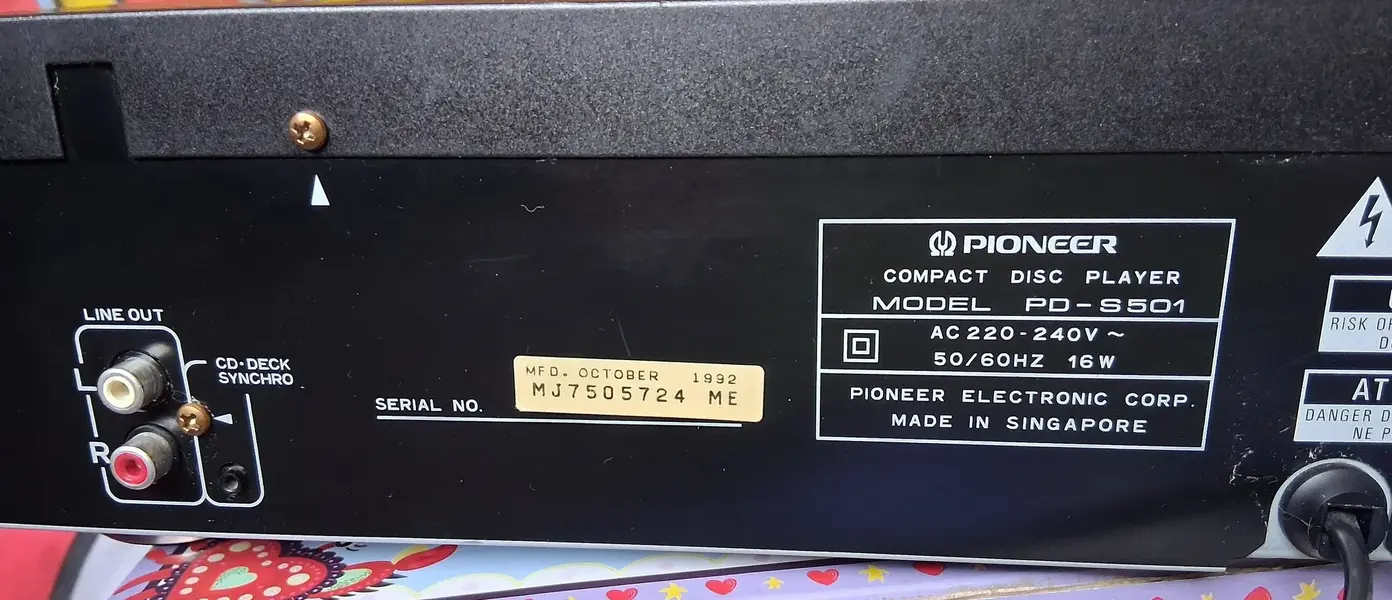 LINE OUT
L
R
CD·DECK
SYNCHRO
SERIAL NO.
MFD. OCTOBER 1992
MJ7505724 ME
PIONEER
COMPACT DISC PLAYER
MODEL PD-S501
AC 220-240V ~
50/60HZ 16W
PIONEER ELECTRONIC CORP.
MADE IN SINGAPORE
RISK
AT
DANGER
NE